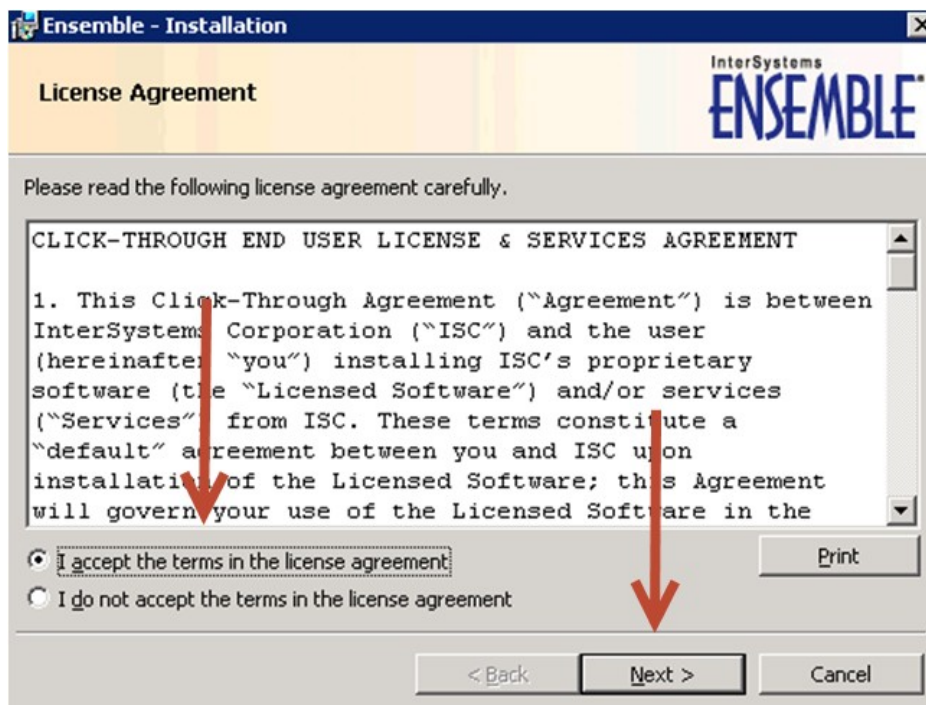 Ensemble - Installation
License Agreement
InterSystems
ENSEMBLE
Please read the following license agreement carefully.
CLICK-THROUGH END USER LICENSE & SERVICES AGREEMENT
1. This Click-Through Agreement ("Agreement") is between
InterSystems Corporation ("ISC") and the user
(hereinafter "you") installing ISC's proprietary
software (the "Licensed Software") and/or services
("Services") from ISC. These terms constitute a
"default" agreement between you and ISC upon
installation of the Licensed Software; this Agreement
will govern your use of the Licensed Software in the
I accept the terms in the license agreement
Print
I do not accept the terms in the license agreement
< Back
Next >
Cancel